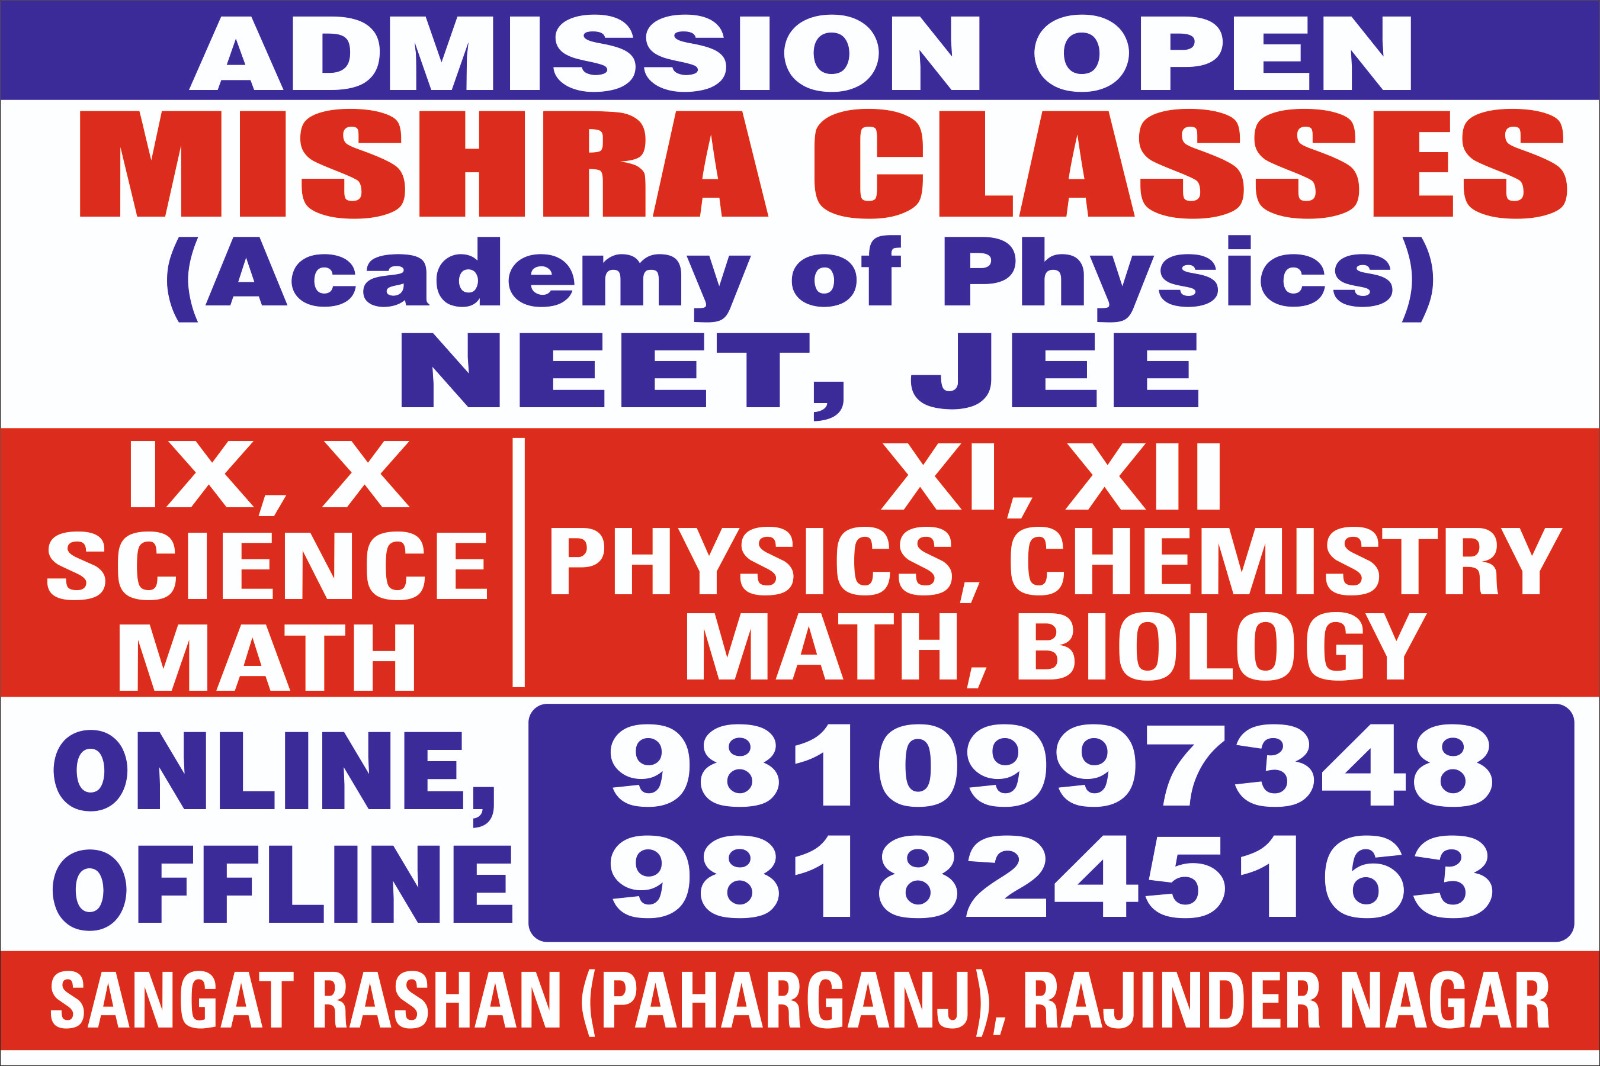 ADMISSION OPEN
MISHRA CLASSES
(Academy of Physics)
NEET, JEE
IX, X
SCIENCE
MATH
XI, XII
PHYSICS, CHEMISTRY
MATH, BIOLOGY
ONLINE,
OFFLINE
9810997348
9818245163
SANGAT RASHAN (PAHARGANJ), RAJINDER NAGAR